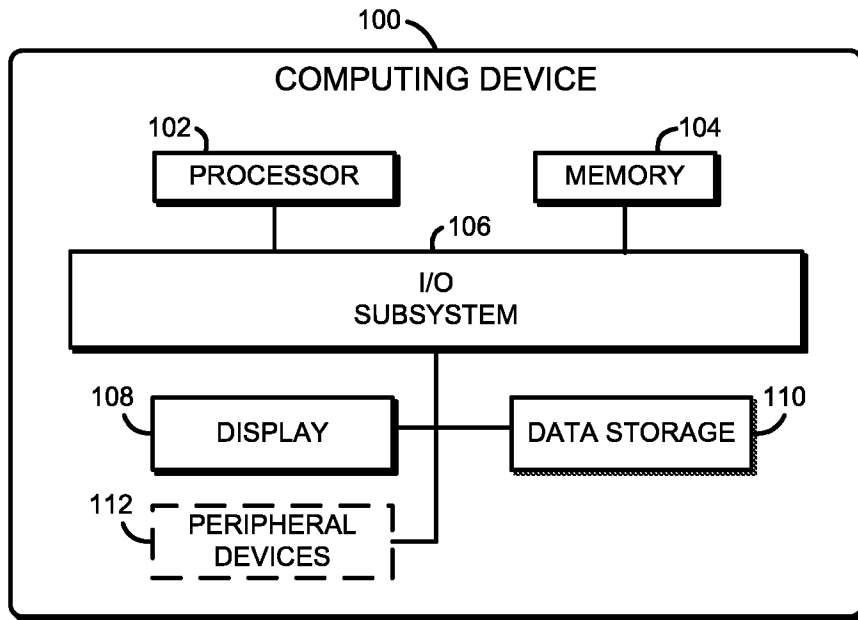 100
COMPUTING DEVICE
102
104
PROCESSOR
MEMORY
106
I/O
SUBSYSTEM
108
110
DISPLAY
DATA STORAGE
112
PERIPHERAL
DEVICES